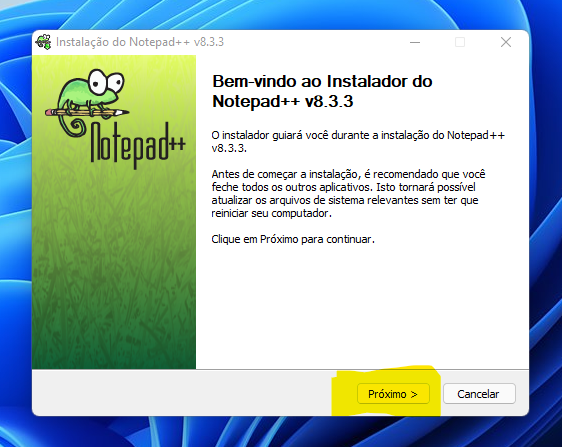 Instalação do Notepad++ v8.3.3
Notepad++
Bem-vindo ao Instalador do
Notepad++ v8.3.3
O instalador guiará você durante a instalação do Notepad++
v8.3.3.
Antes de começar a instalação, é recomendado que você
feche todos os outros aplicativos. Isto tornará possível
atualizar os arquivos de sistema relevantes sem ter que
reiniciar seu computador.
Clique em Próximo para continuar.
Próximo >
Cancelar